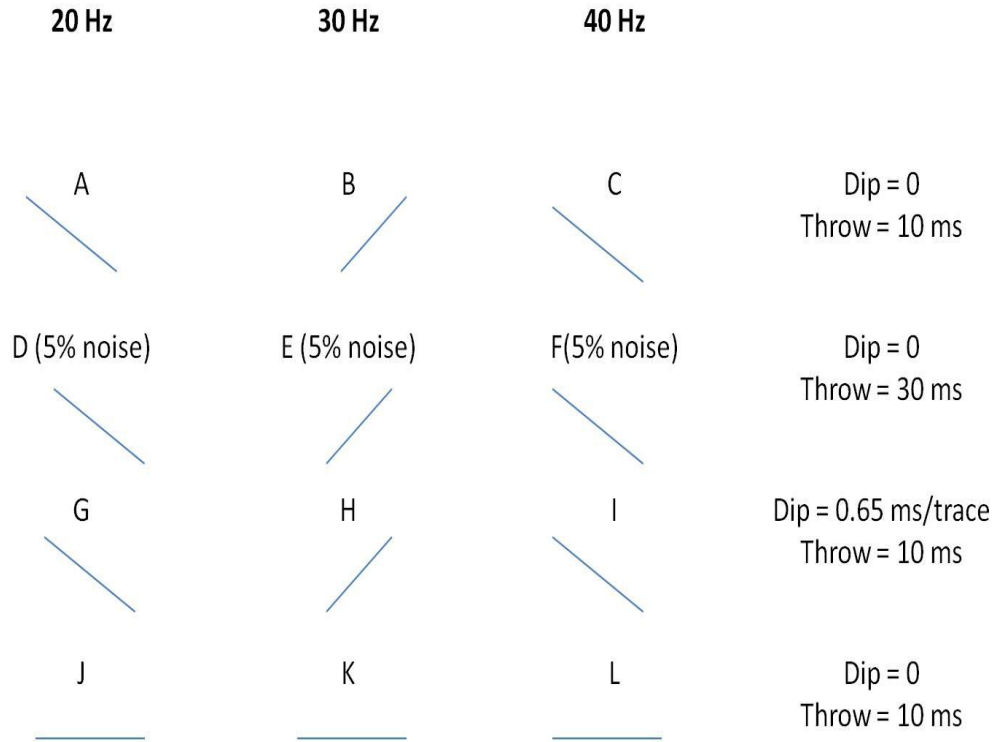 20 Hz 30 Hz 40 Hz
A B C Dip = 0
Throw = 10 ms
D (5% noise) E (5% noise) F(5% noise) Dip = 0
Throw = 30 ms
G H I Dip = 0.65 ms/trace
Throw = 10 ms
J K L Dip = 0
Throw = 10 ms